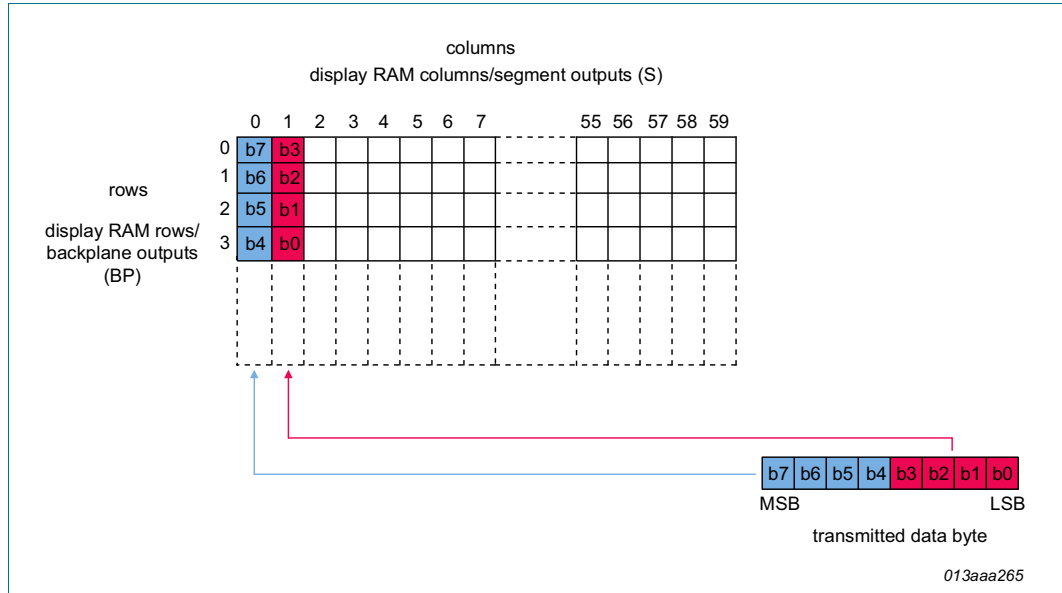 columns
display RAM columns/segment outputs (S)
0 1 2 3 4 5 6 7 55 56 57 58 59
0 b7 b3
1 b6 b2
rows
2 b5 b1
display RAM rows/
3 b4 b0
backplane outputs
(BP)
b7 b6 b5 b4 b3 b2 b1 b0
MSB LSB
transmitted data byte
013aaa265